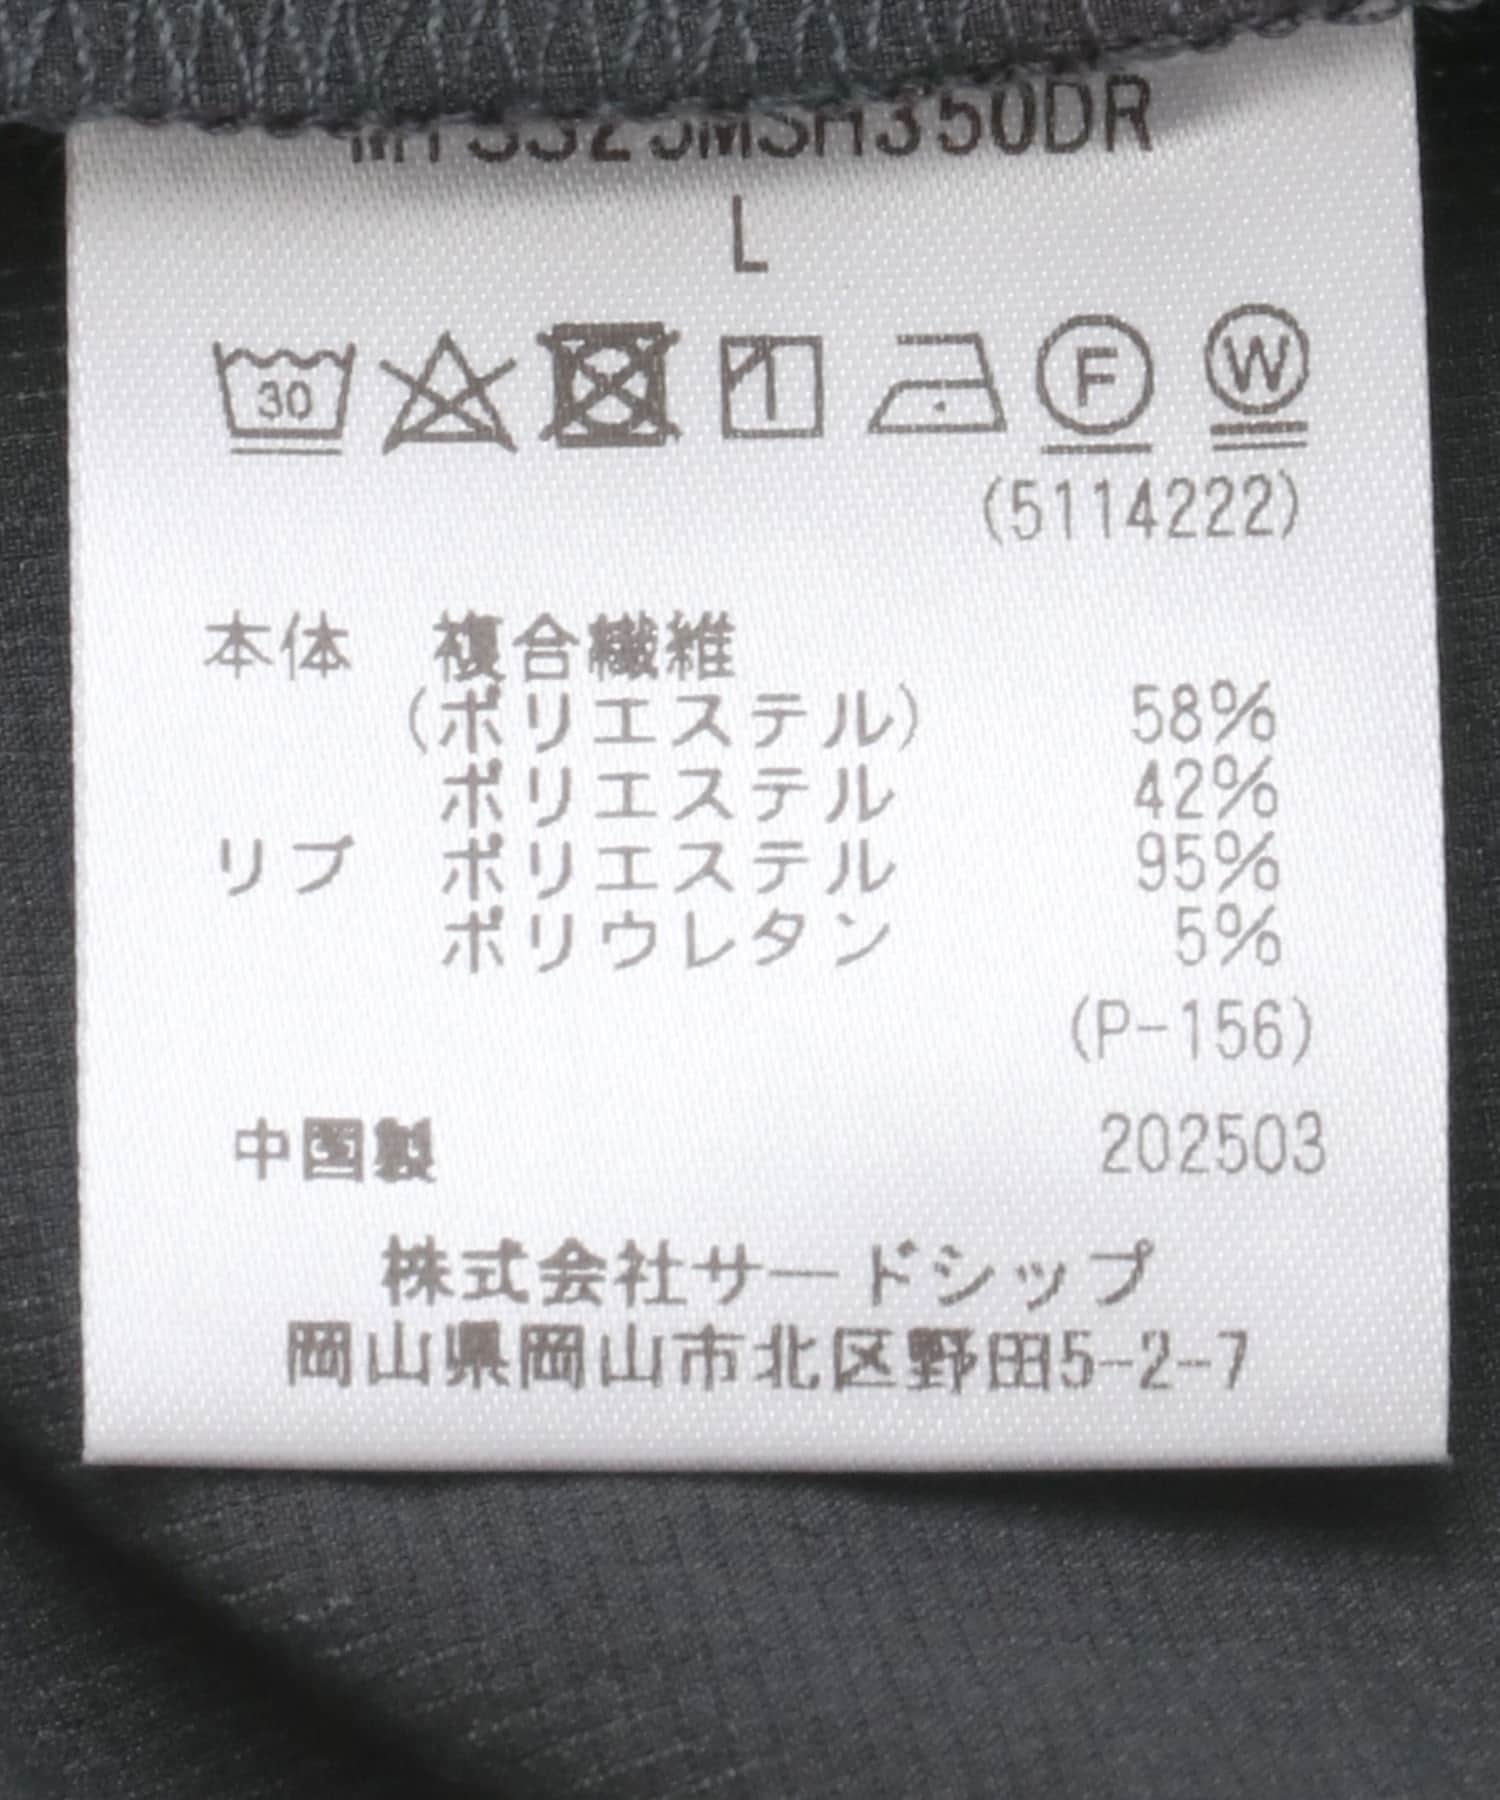 MTSS25MSH350DR
L
30 F W
(5114222)
本体 複合繊維
(ポリエステル) 58%
ポリエステル 42%
リブ ポリエステル 95%
ポリウレタン 5%
(P-156)
中国製 202503
株式会社サードシップ
岡山県岡山市北区野田5-2-7